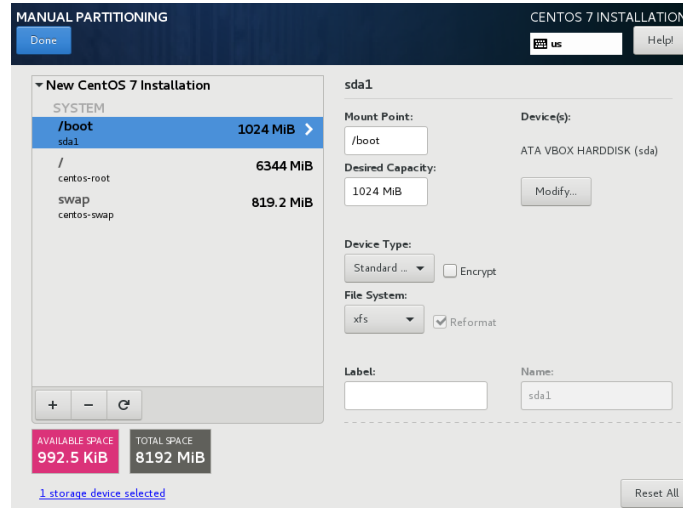 MANUAL PARTITIONING
CENTOS 7 INSTALLATION
Done
us
Help!
New CentOS 7 Installation
SYSTEM
/boot
1024 MiB
sda1
/
6344 MiB
centos-root
swap
819.2 MiB
centos-swap
+ −
AVAILABLE SPACE
992.5 KiB
TOTAL SPACE
8192 MiB
1 storage device selected
sda1
Mount Point:
/boot
Device(s):
ATA VBOX HARDDISK (sda)
Desired Capacity:
1024 MiB
Modify...
Device Type:
Standard ...
Encrypt
File System:
xfs
Reformat
Label:
Name:
sda1
Reset All